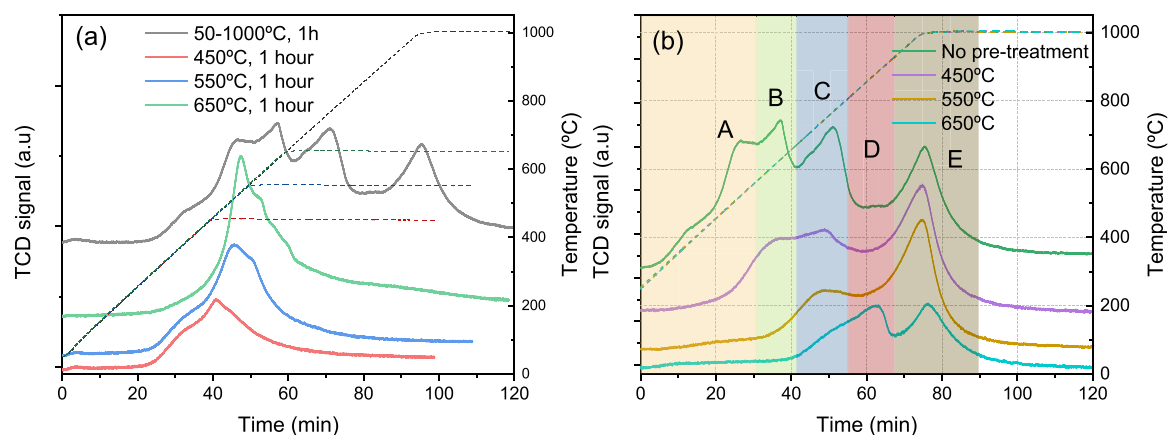 (a)
50-1000ºC, 1h
450ºC, 1 hour
550ºC, 1 hour
650ºC, 1 hour
TCD signal (a.u)
Temperature (ºC)
1000
800
600
400
200
0
0 20 40 60 80 100 120
Time (min)
(b)
No pre-treatment
450ºC
550ºC
650ºC
A
B
C
D
E
TCD signal (a.u)
Temperature (ºC)
1000
800
600
400
200
0
0 20 40 60 80 100 120
Time (min)